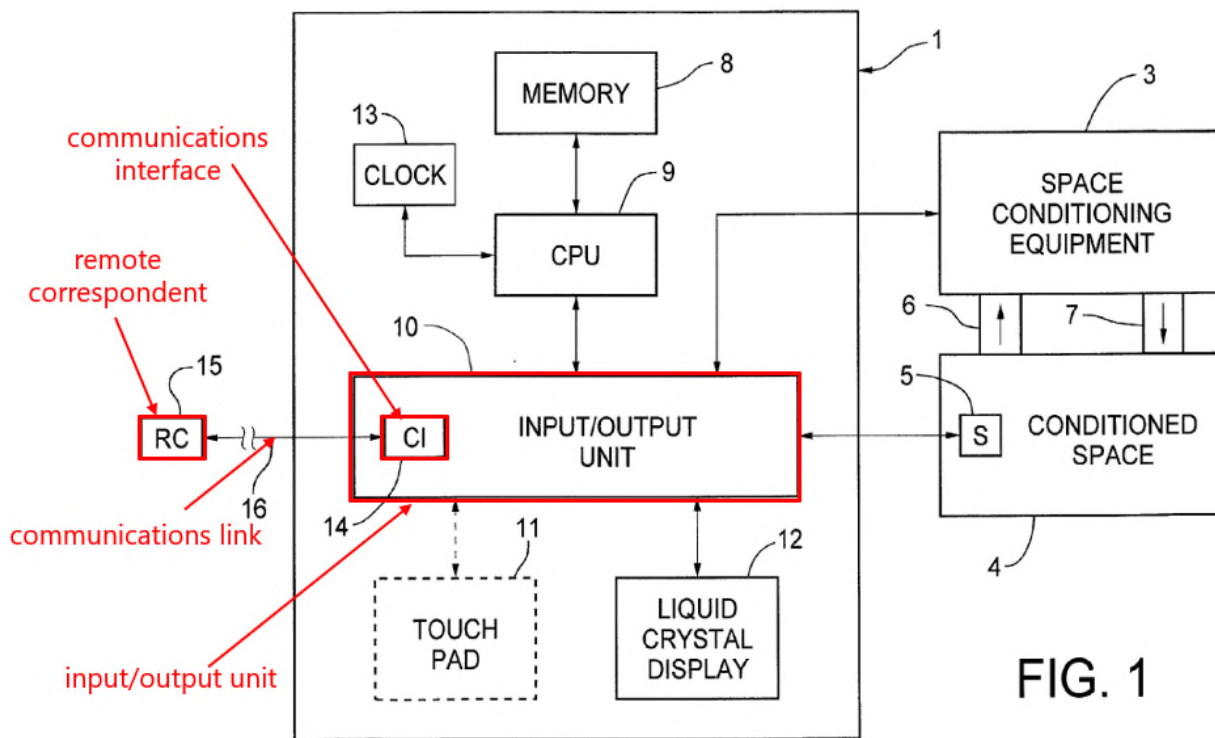 1
8
MEMORY
3
13
communications
interface
CLOCK
9
SPACE
CONDITIONING
EQUIPMENT
CPU
remote
correspondent
6
7
10
15
5
RC
CI
INPUT/OUTPUT
UNIT
S
CONDITIONED
SPACE
16
14
communications link
11
12
4
TOUCH
PAD
LIQUID
CRYSTAL
DISPLAY
input/output unit
FIG. 1